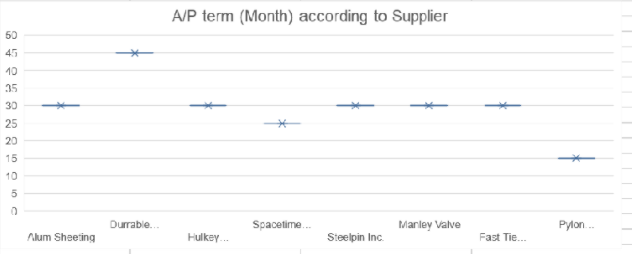 A/P term (Month) according to Supplier
50
45
40
35
30
25
20
15
10
5
0
Durrable...
Spacetime...
Manley Valve
Pylon...
Alum Sheeting
Hulkey...
Steelpin Inc.
Fast Tie...